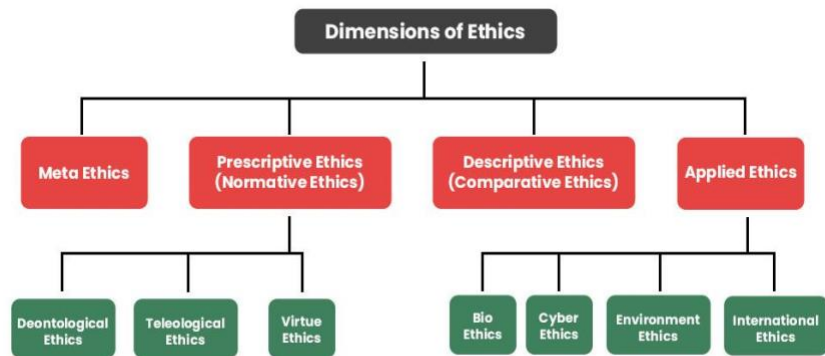 Dimensions of Ethics
Meta Ethics
Prescriptive Ethics
(Normative Ethics)
Descriptive Ethics
(Comparative Ethics)
Applied Ethics
Deontological
Ethics
Teleological
Ethics
Virtue
Ethics
Bio
Ethics
Cyber
Ethics
Environment
Ethics
International
Ethics